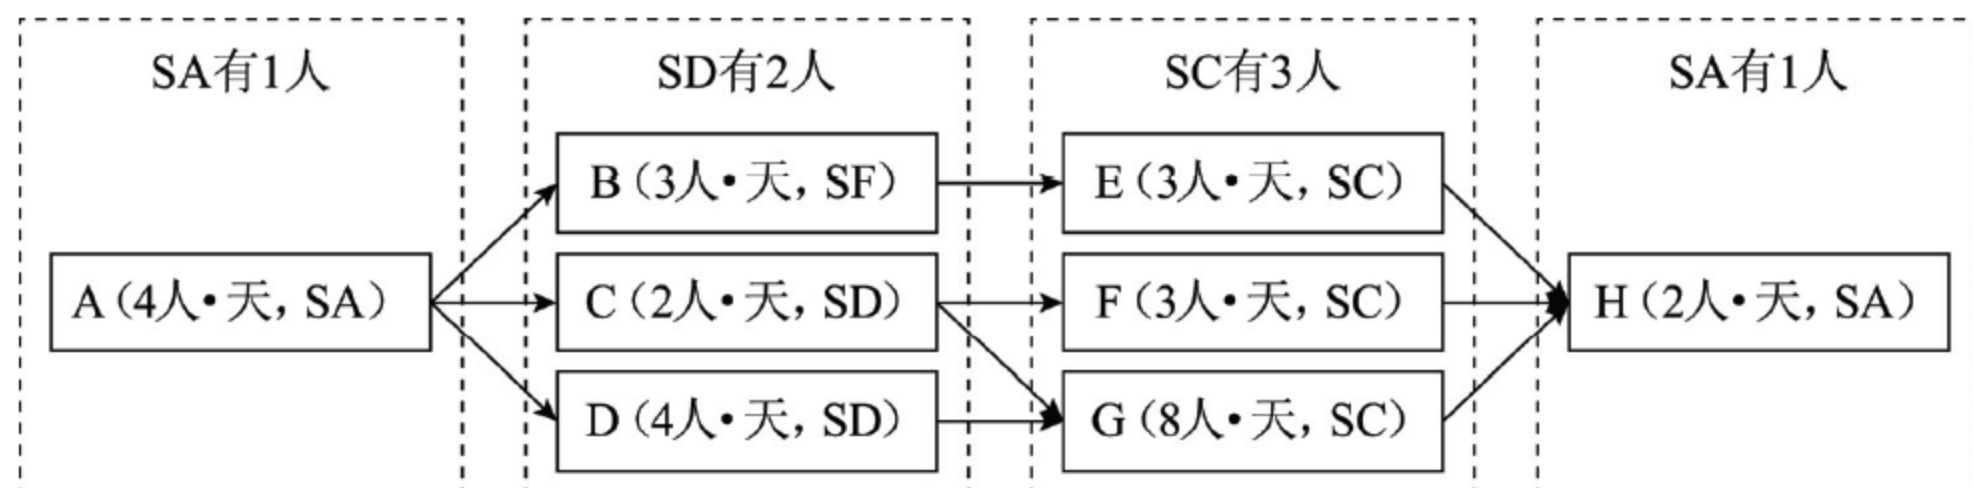 SA有1人
SD有2人
SC有3人
SA有1人
B（3人•天，SF）
E（3人•天，SC）
A（4人•天，SA）
C（2人•天，SD）
F（3人•天，SC）
H（2人•天，SA）
D（4人•天，SD）
G（8人•天，SC）